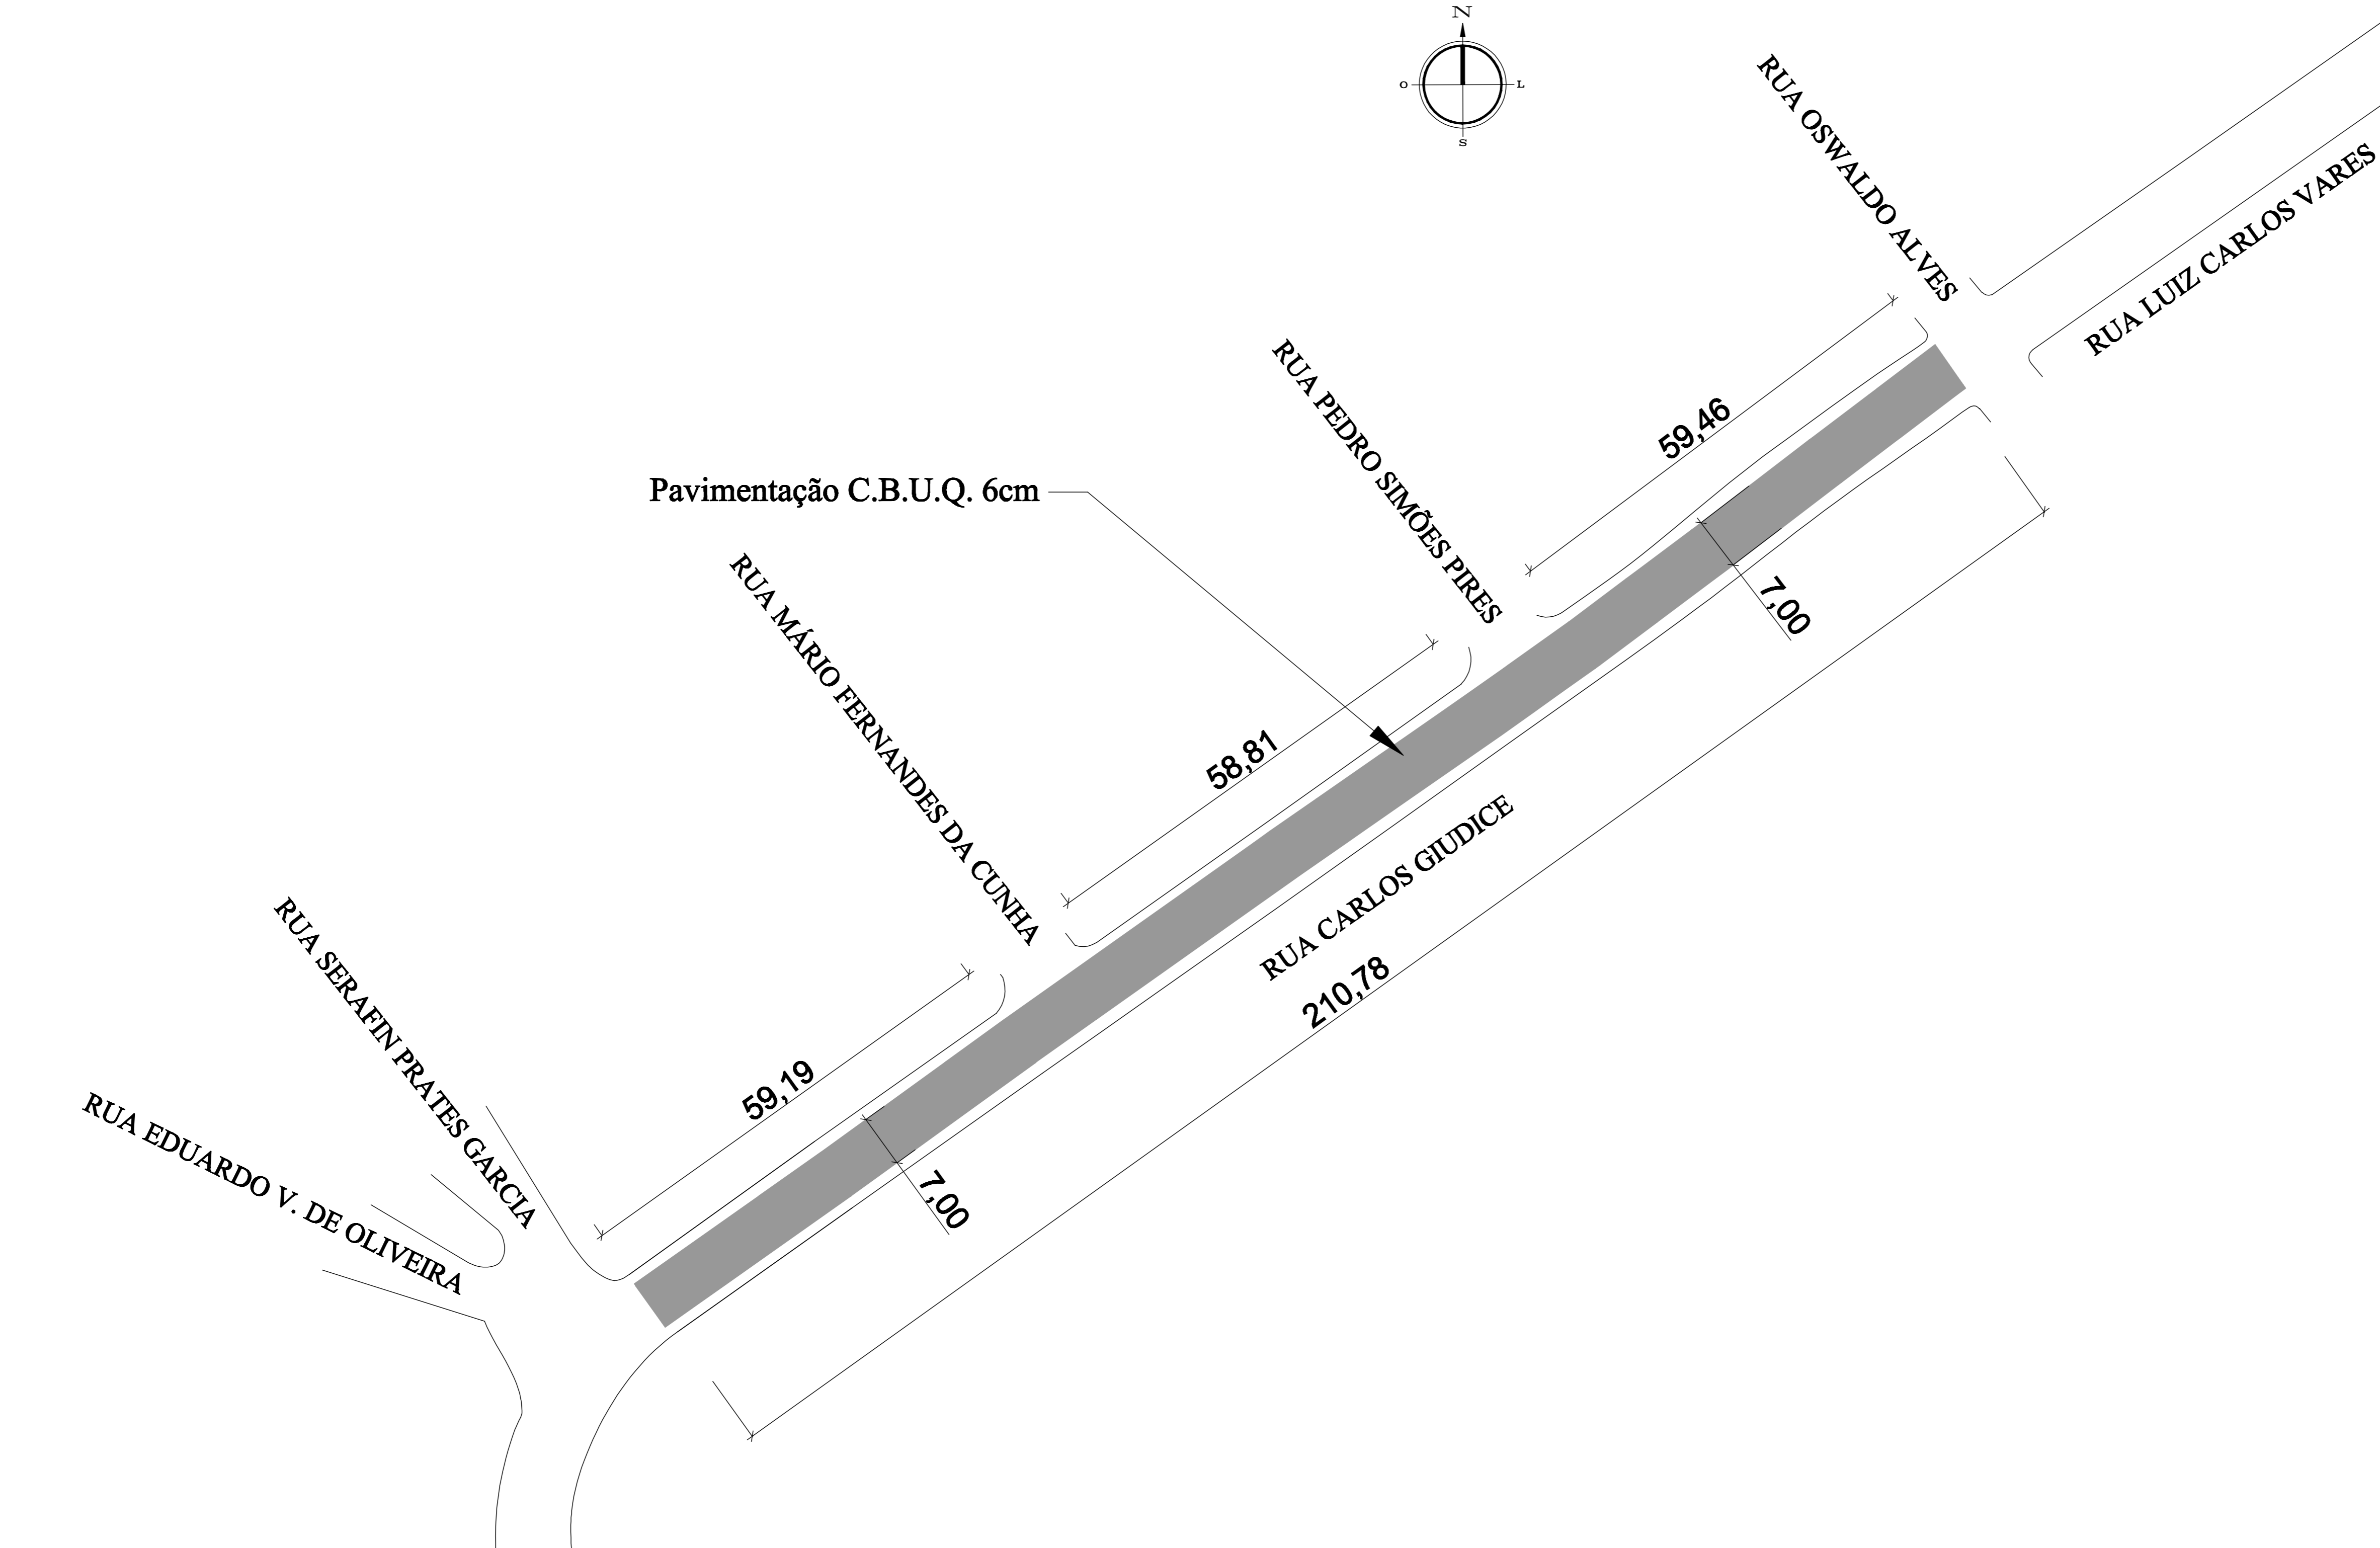 N
O
L
S
RUA OSWALDO ALVES
RUA LUIZ CARLOS VARES
RUA PEDRO SIMÕES PIRES
59,46
Pavimentação C.B.U.Q. 6cm
7,00
RUA MÁRIO FERNANDES DA CUNHA
58,81
RUA CARLOS GIUDICE
210,78
RUA SERAFIN PRATES GARCIA
59,19
RUA EDUARDO V. DE OLIVEIRA
7,00